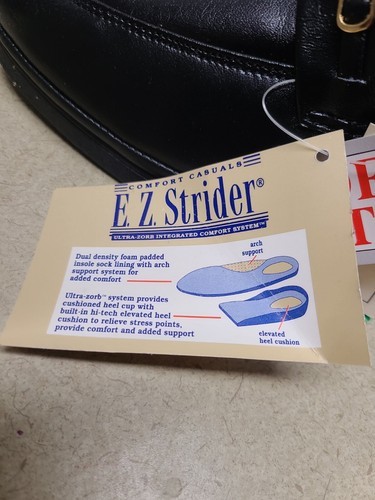 COMFORT CASUALS
E. Z. Strider®
ULTRA-ZORB INTEGRATED COMFORT SYSTEM™
Dual density foam padded
insole sock lining with arch
support system for
added comfort
arch
support
Ultra-zorb™ system provides
cushioned heel cup with
built-in hi-tech elevated heel
cushion to relieve stress points,
provide comfort and added support
elevated
heel cushion